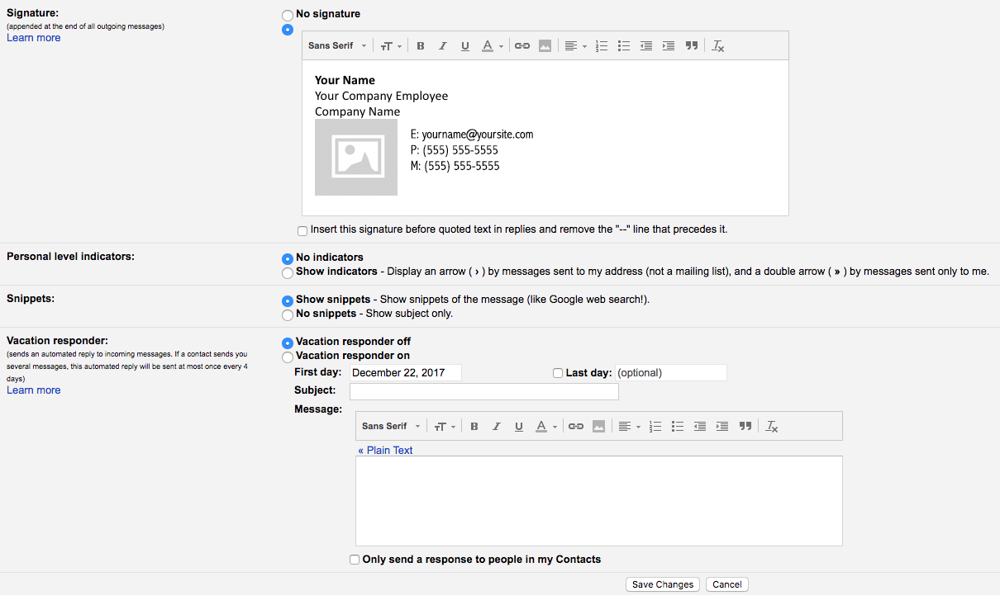 Signature:
(appended at the end of all outgoing messages)
Learn more
No signature
Sans Serif
Your Name
Your Company Employee
Company Name
E: yourname@yoursite.com
P: (555) 555-5555
M: (555) 555-5555
Insert this signature before quoted text in replies and remove the "--" line that precedes it.
Personal level indicators:
No indicators
Show indicators - Display an arrow ( › ) by messages sent to my address (not a mailing list), and a double arrow ( » ) by messages sent only to me.
Snippets:
Show snippets - Show snippets of the message (like Google web search!).
No snippets - Show subject only.
Vacation responder:
(sends an automated reply to incoming messages. If a contact sends you
several messages, this automated reply will be sent at most once every 4
days)
Learn more
Vacation responder off
Vacation responder on
First day: December 22, 2017 Last day: (optional)
Subject:
Message:
Sans Serif
« Plain Text
Only send a response to people in my Contacts
Save Changes Cancel